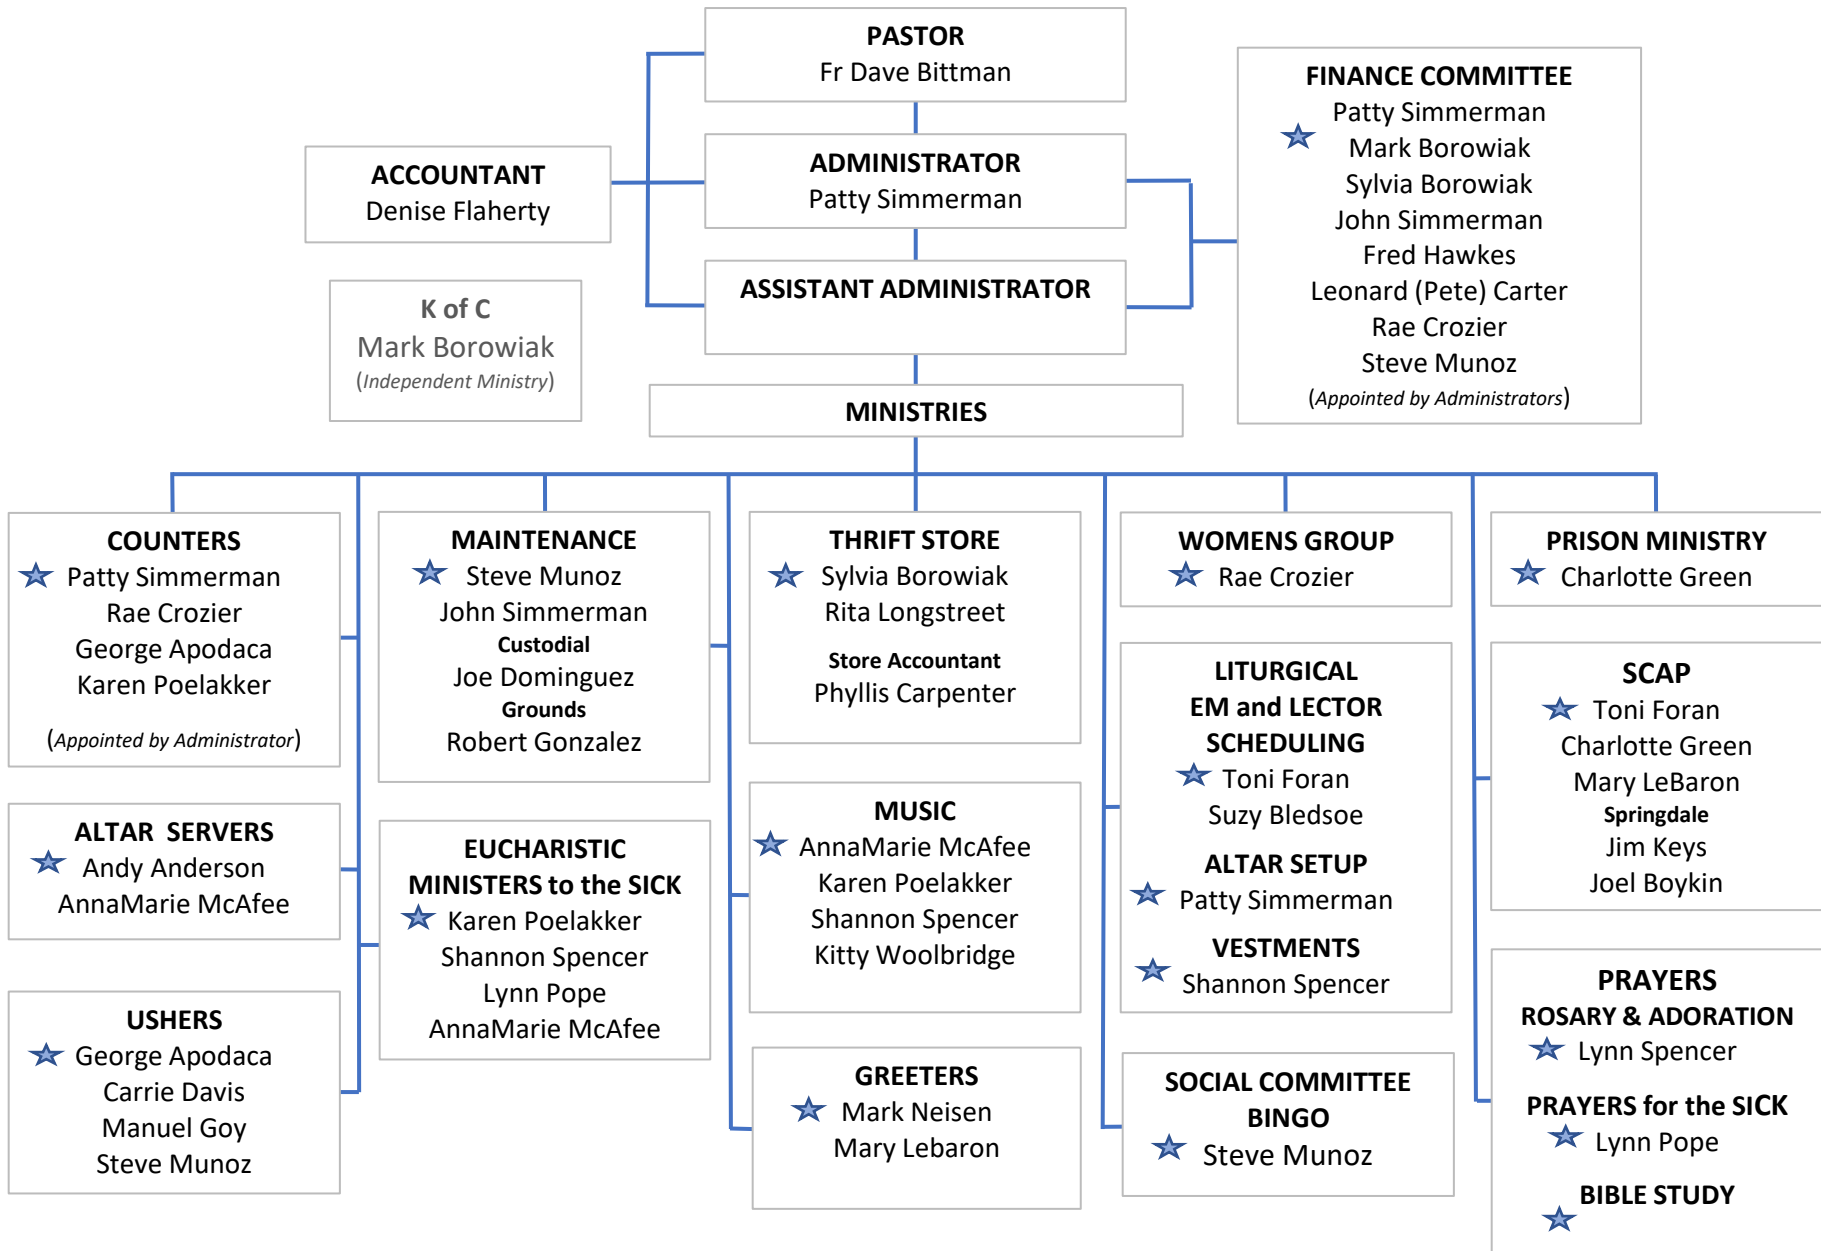 PASTOR
Fr Dave Bittman
FINANCE COMMITTEE
Patty Simmerman
Mark Borowiak
Sylvia Borowiak
John Simmerman
Fred Hawkes
Leonard (Pete) Carter
Rae Crozier
Steve Munoz
(Appointed by Administrators)
ACCOUNTANT
Denise Flaherty
ADMINISTRATOR
Patty Simmerman
ASSISTANT ADMINISTRATOR
K of C
Mark Borowiak
(Independent Ministry)
MINISTRIES
COUNTERS
Patty Simmerman
Rae Crozier
George Apodaca
Karen Poelakker
(Appointed by Administrator)
ALTAR SERVERS
Andy Anderson
AnnaMarie McAfee
USHERS
George Apodaca
Carrie Davis
Manuel Goy
Steve Munoz
MAINTENANCE
Steve Munoz
John Simmerman
Custodial
Joe Dominguez
Grounds
Robert Gonzalez
EUCHARISTIC
MINISTERS to the SICK
Karen Poelakker
Shannon Spencer
Lynn Pope
AnnaMarie McAfee
THRIFT STORE
Sylvia Borowiak
Rita Longstreet
Store Accountant
Phyllis Carpenter
MUSIC
AnnaMarie McAfee
Karen Poelakker
Shannon Spencer
Kitty Woolbridge
GREETERS
Mark Neisen
Mary Lebaron
WOMENS GROUP
Rae Crozier
LITURGICAL
EM and LECTOR
SCHEDULING
Toni Foran
Suzy Bledsoe
ALTAR SETUP
Patty Simmerman
VESTMENTS
Shannon Spencer
SOCIAL COMMITTEE
BINGO
Steve Munoz
PRISON MINISTRY
Charlotte Green
SCAP
Toni Foran
Charlotte Green
Mary LeBaron
Springdale
Jim Keys
Joel Boykin
PRAYERS
ROSARY & ADORATION
Lynn Spencer
PRAYERS for the SICK
Lynn Pope
BIBLE STUDY